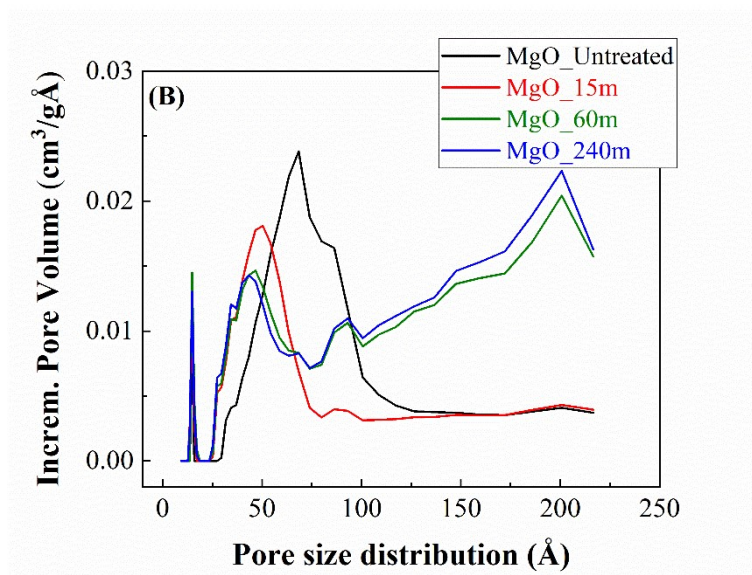 MgO_Untreated
MgO_15m
MgO_60m
MgO_240m
(B)
Increm. Pore Volume (cm³/gÅ)
0.03
0.02
0.01
0.00
0 50 100 150 200 250
Pore size distribution (Å)